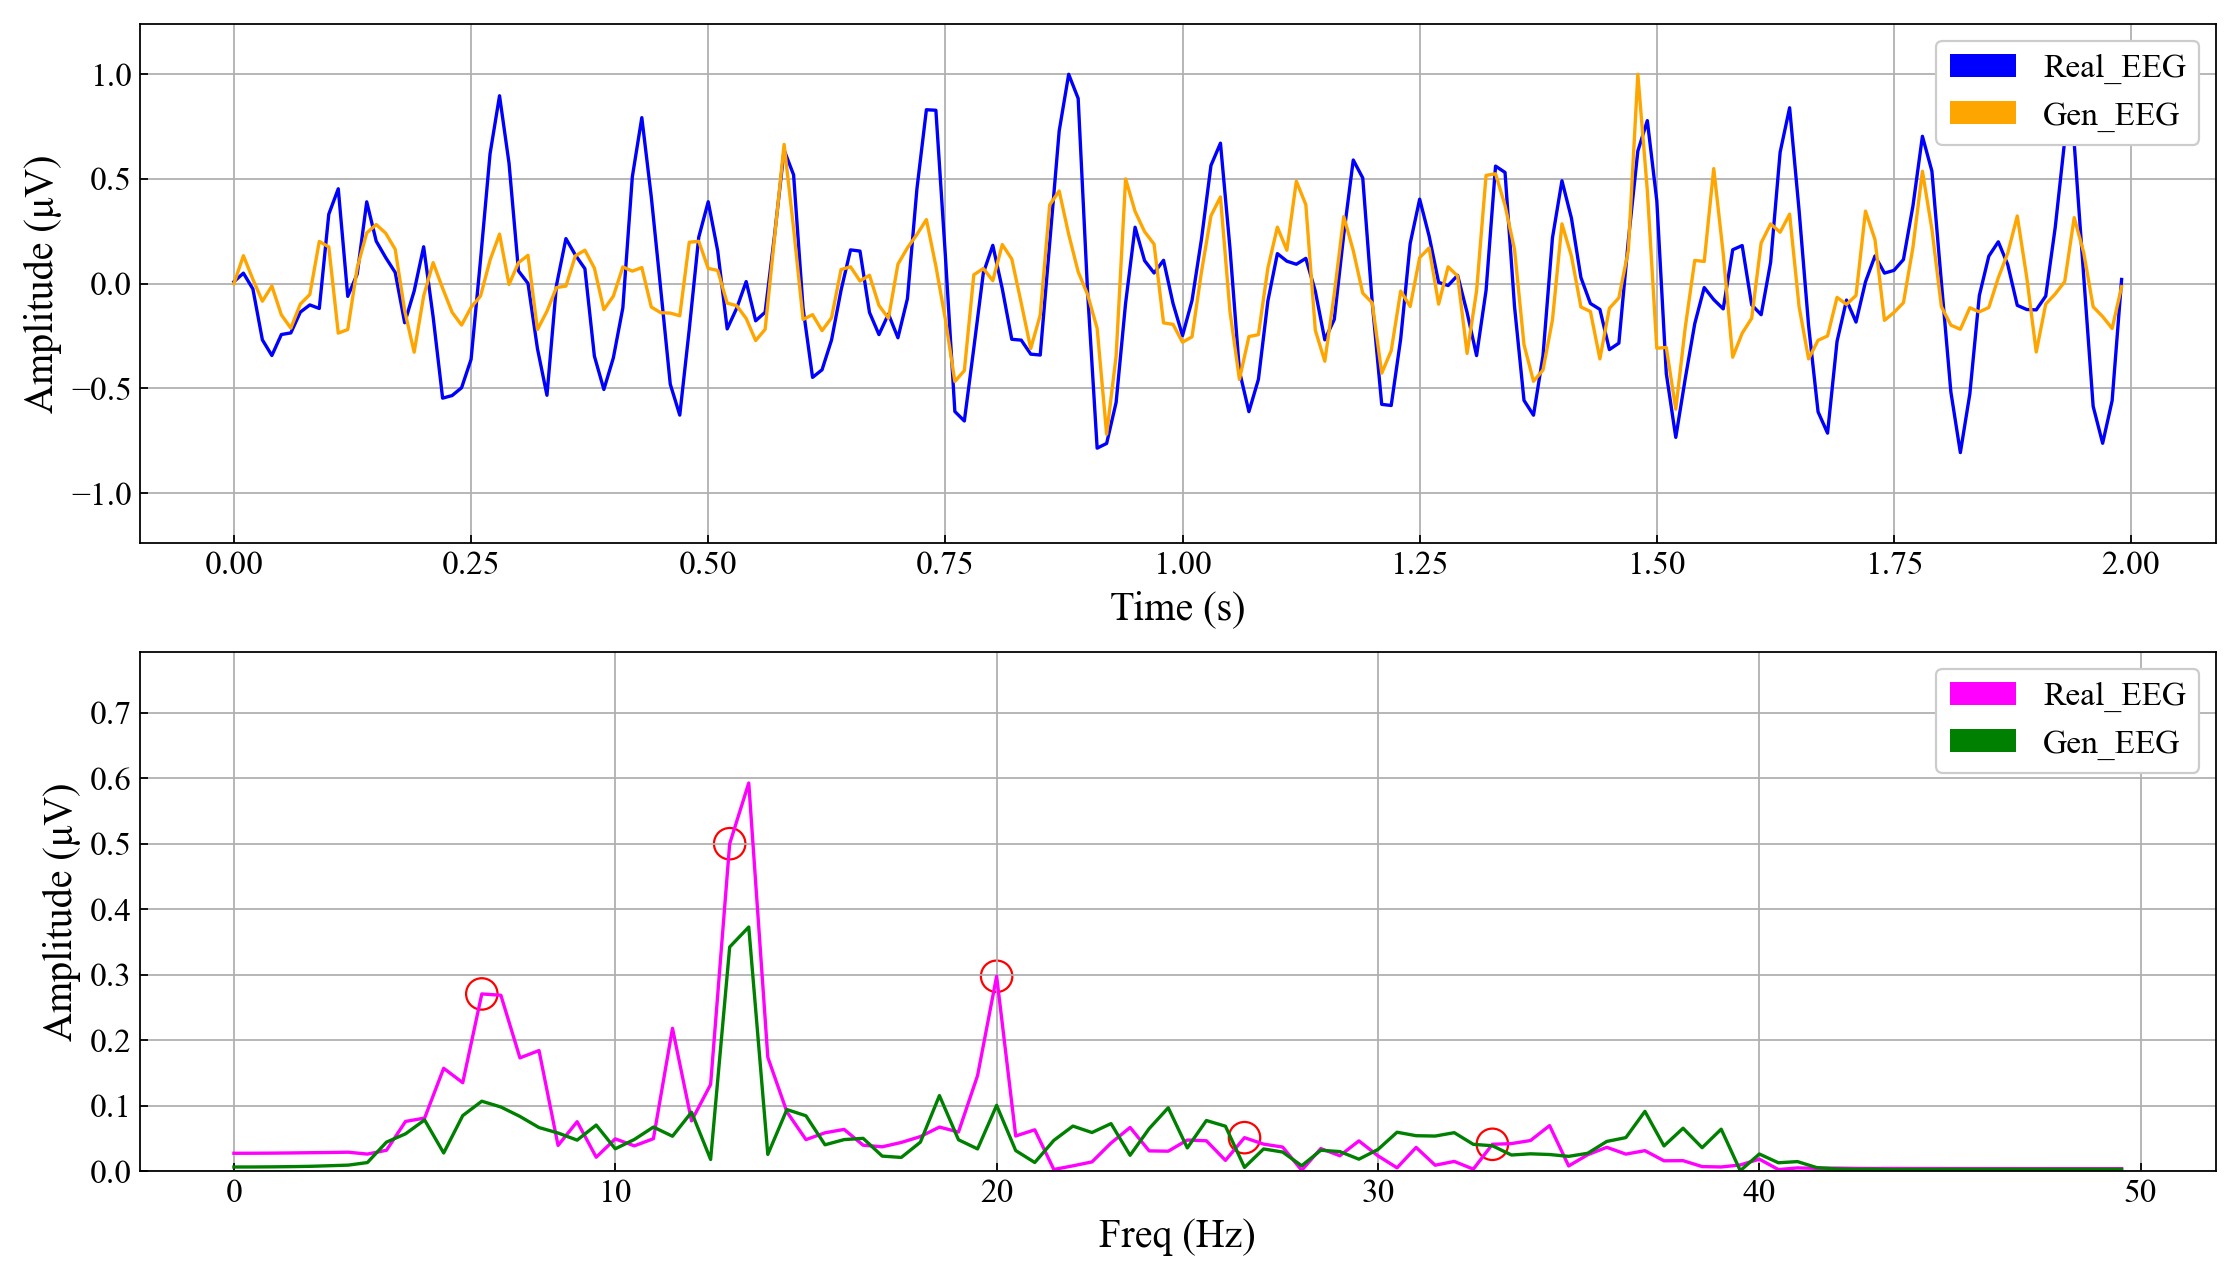 Amplitude (μV)
1.0
0.5
0.0
−0.5
−1.0
Real_EEG
Gen_EEG
0.00 0.25 0.50 0.75 1.00 1.25 1.50 1.75 2.00
Time (s)
Amplitude (μV)
0.7
0.6
0.5
0.4
0.3
0.2
0.1
0.0
Real_EEG
Gen_EEG
0 10 20 30 40 50
Freq (Hz)